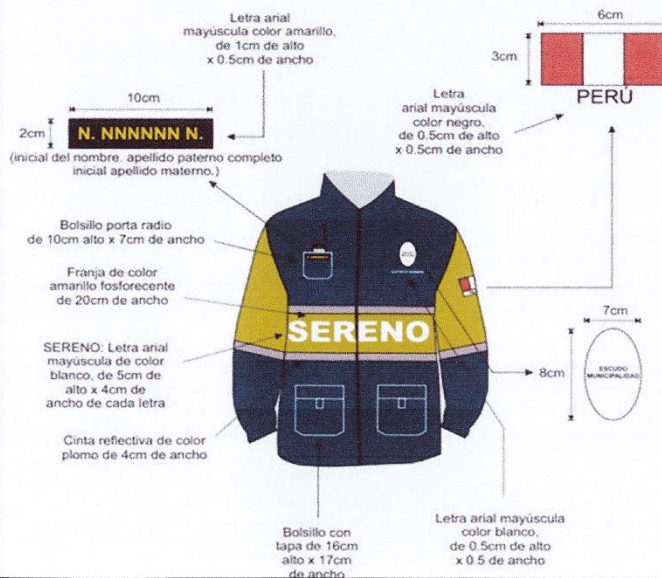 Letra arial
mayúscula color amarillo,
de 1cm de alto
x 0.5cm de ancho
6cm
3cm
PERÚ
Letra
arial mayúscula
color negro,
de 0.5cm de alto
x 0.5cm de ancho
10cm
2cm
N. NNNNNN N.
(inicial del nombre, apellido paterno completo
inicial apellido materno.)
Bolsillo porta radio
de 10cm alto x 7cm de ancho
Franja de color
amarillo fosforecente
de 20cm de ancho
SERENO
SERENO: Letra arial
mayúscula de color
blanco, de 5cm de
alto x 4cm de
ancho de cada letra
7cm
8cm
ESCUDO
MUNICIPALIDAD
Cinta reflectiva de color
plomo de 4cm de ancho
Bolsillo con
tapa de 16cm
alto x 17cm
de ancho
Letra arial mayúscula
color blanco,
de 0.5cm de alto
x 0.5 de ancho